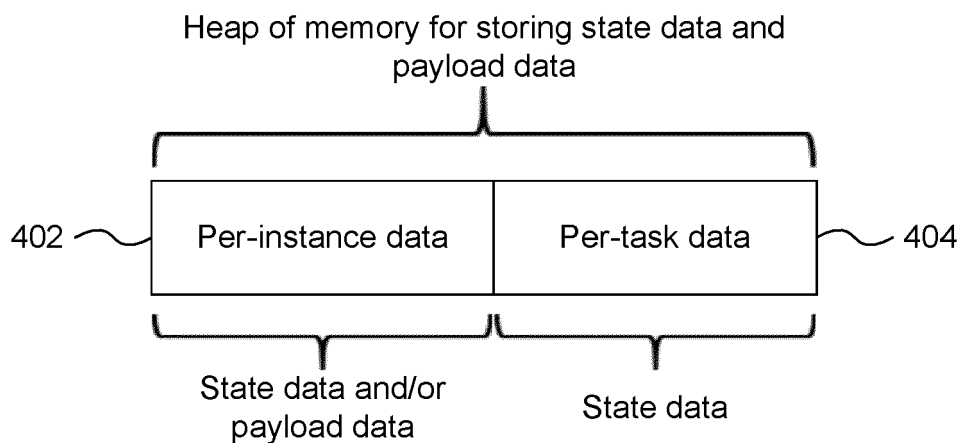 Heap of memory for storing state data and
payload data
402
Per-instance data
Per-task data
404
State data and/or
payload data
State data